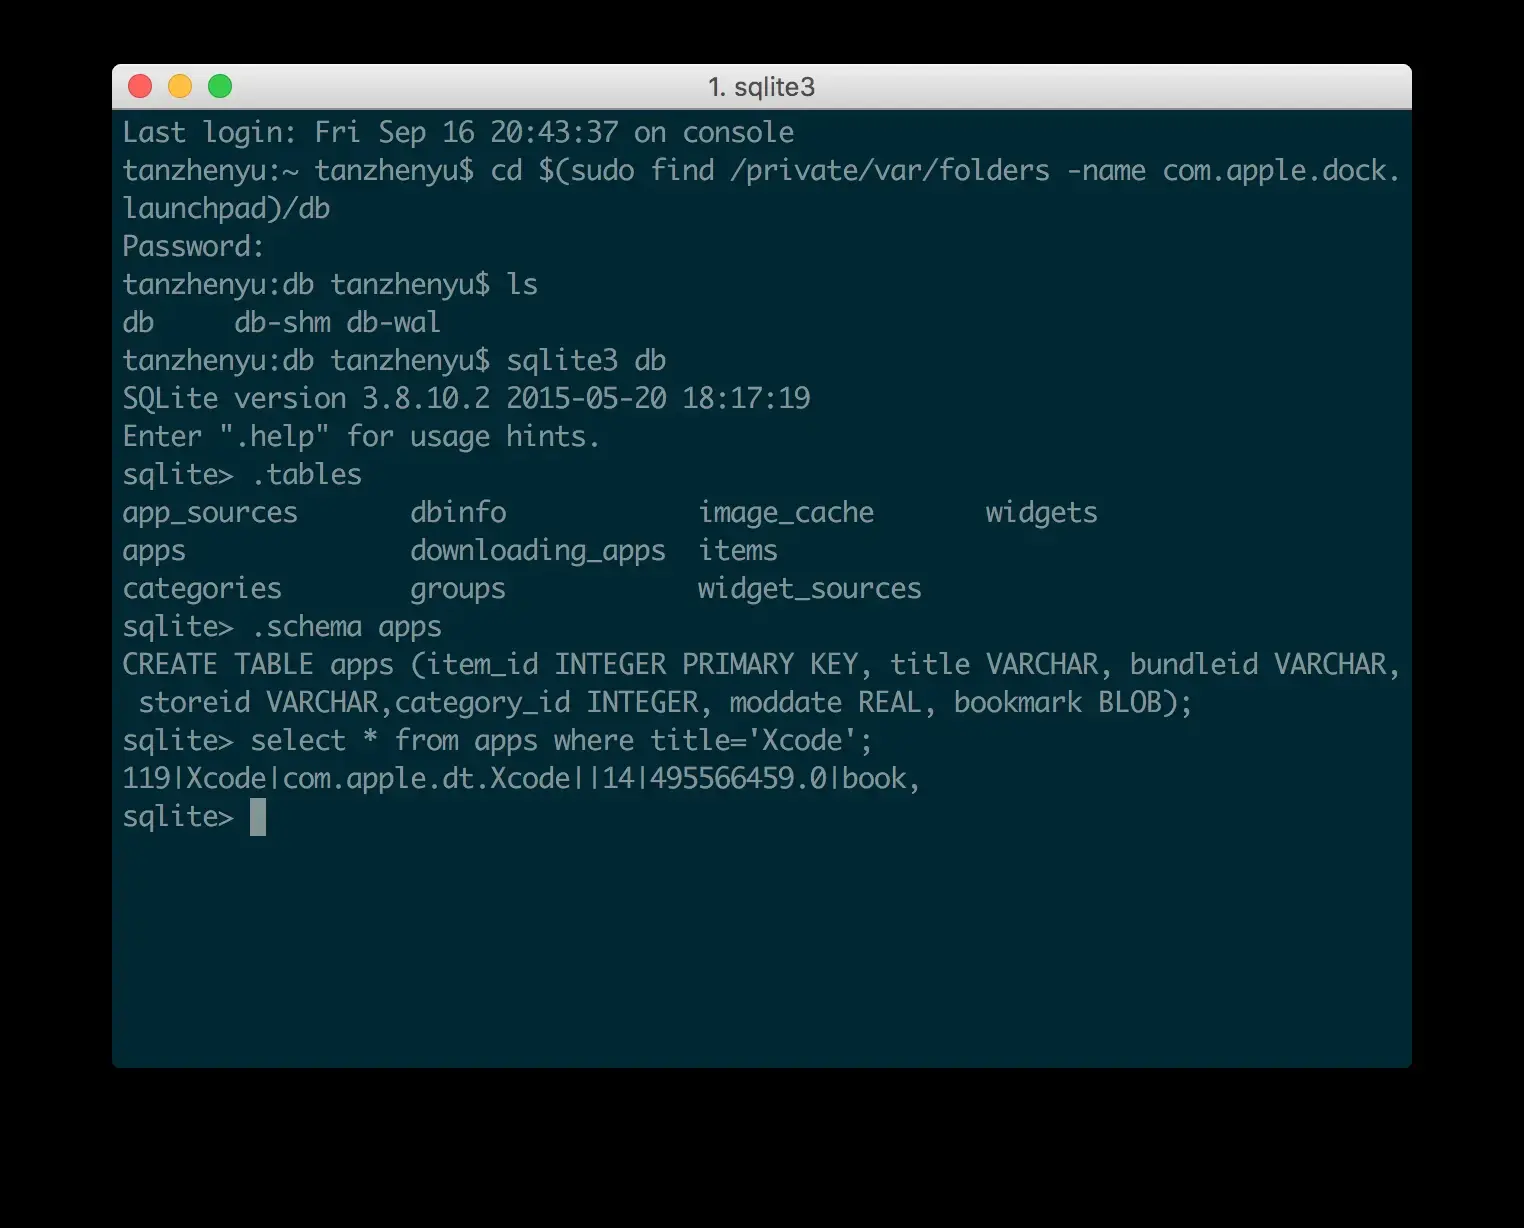 1. sqlite3
Last login: Fri Sep 16 20:43:37 on console
tanzhenyu:~ tanzhenyu$ cd $(sudo find /private/var/folders -name com.apple.dock.
launchpad)/db
Password:
tanzhenyu:db tanzhenyu$ ls
db     db-shm db-wal
tanzhenyu:db tanzhenyu$ sqlite3 db
SQLite version 3.8.10.2 2015-05-20 18:17:19
Enter ".help" for usage hints.
sqlite> .tables
app_sources       dbinfo            image_cache       widgets
apps              downloading_apps  items
categories        groups            widget_sources
sqlite> .schema apps
CREATE TABLE apps (item_id INTEGER PRIMARY KEY, title VARCHAR, bundleid VARCHAR,
 storeid VARCHAR,category_id INTEGER, moddate REAL, bookmark BLOB);
sqlite> select * from apps where title='Xcode';
119|Xcode|com.apple.dt.Xcode||14|495566459.0|book,
sqlite>